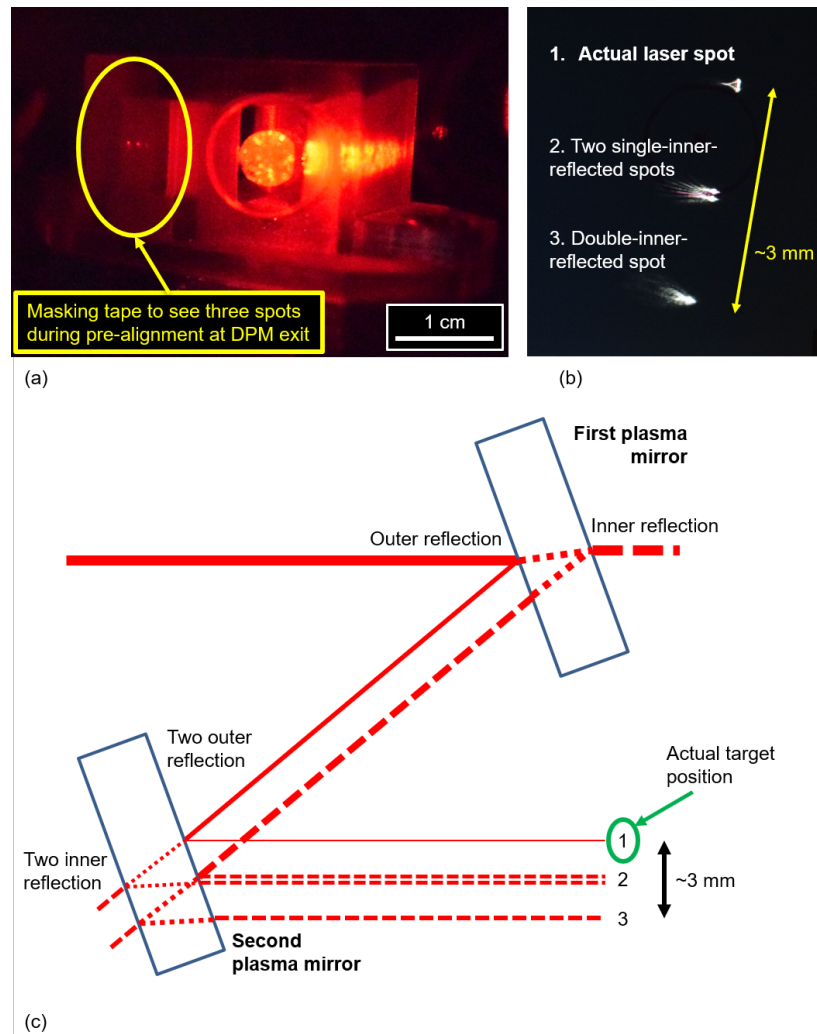 Masking tape to see three spots
during pre-alignment at DPM exit
1 cm
(a)
1. Actual laser spot
2. Two single-inner-
reflected spots
3. Double-inner-
reflected spot
~3 mm
(b)
First plasma
mirror
Outer reflection
Inner reflection
Two outer
reflection
Actual target
position
1
Two inner
reflection
2
~3 mm
3
Second
plasma mirror
(c)